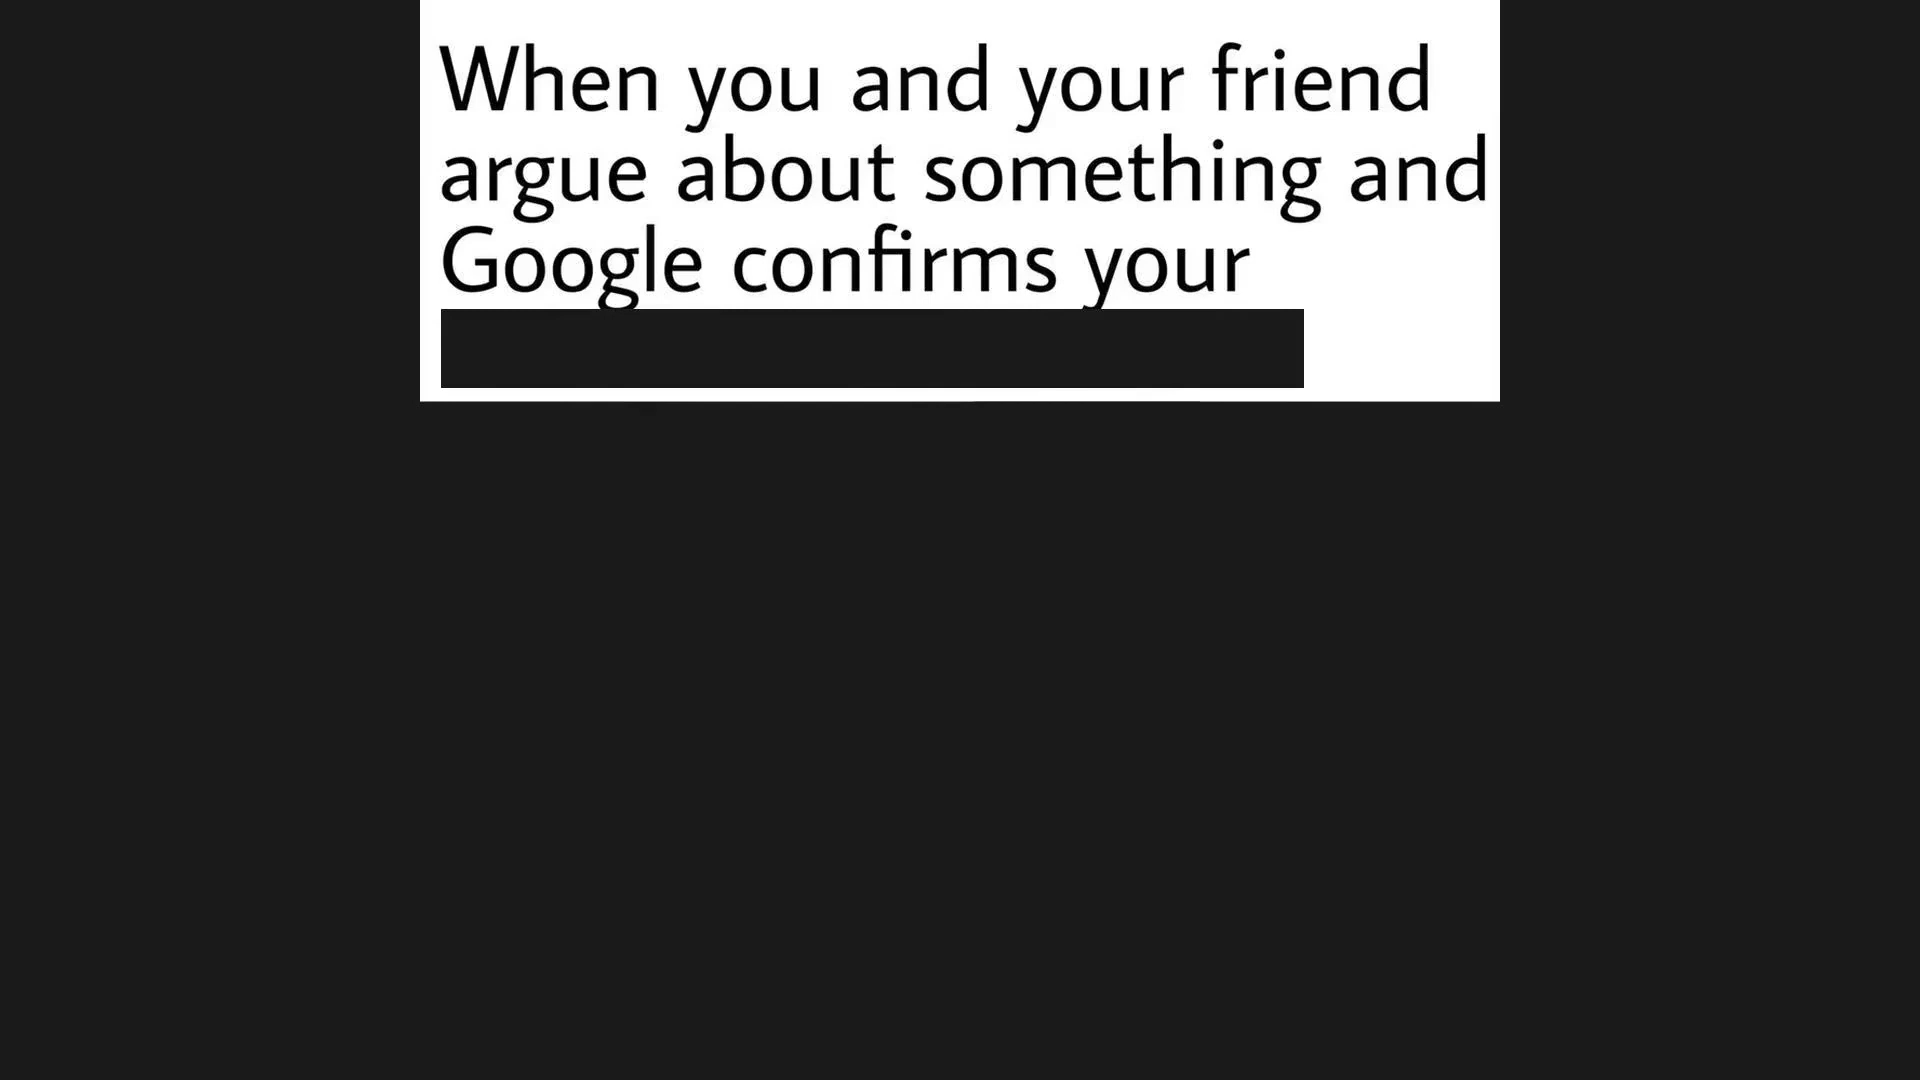 When you and your friend
argue about something and
Google confirms your